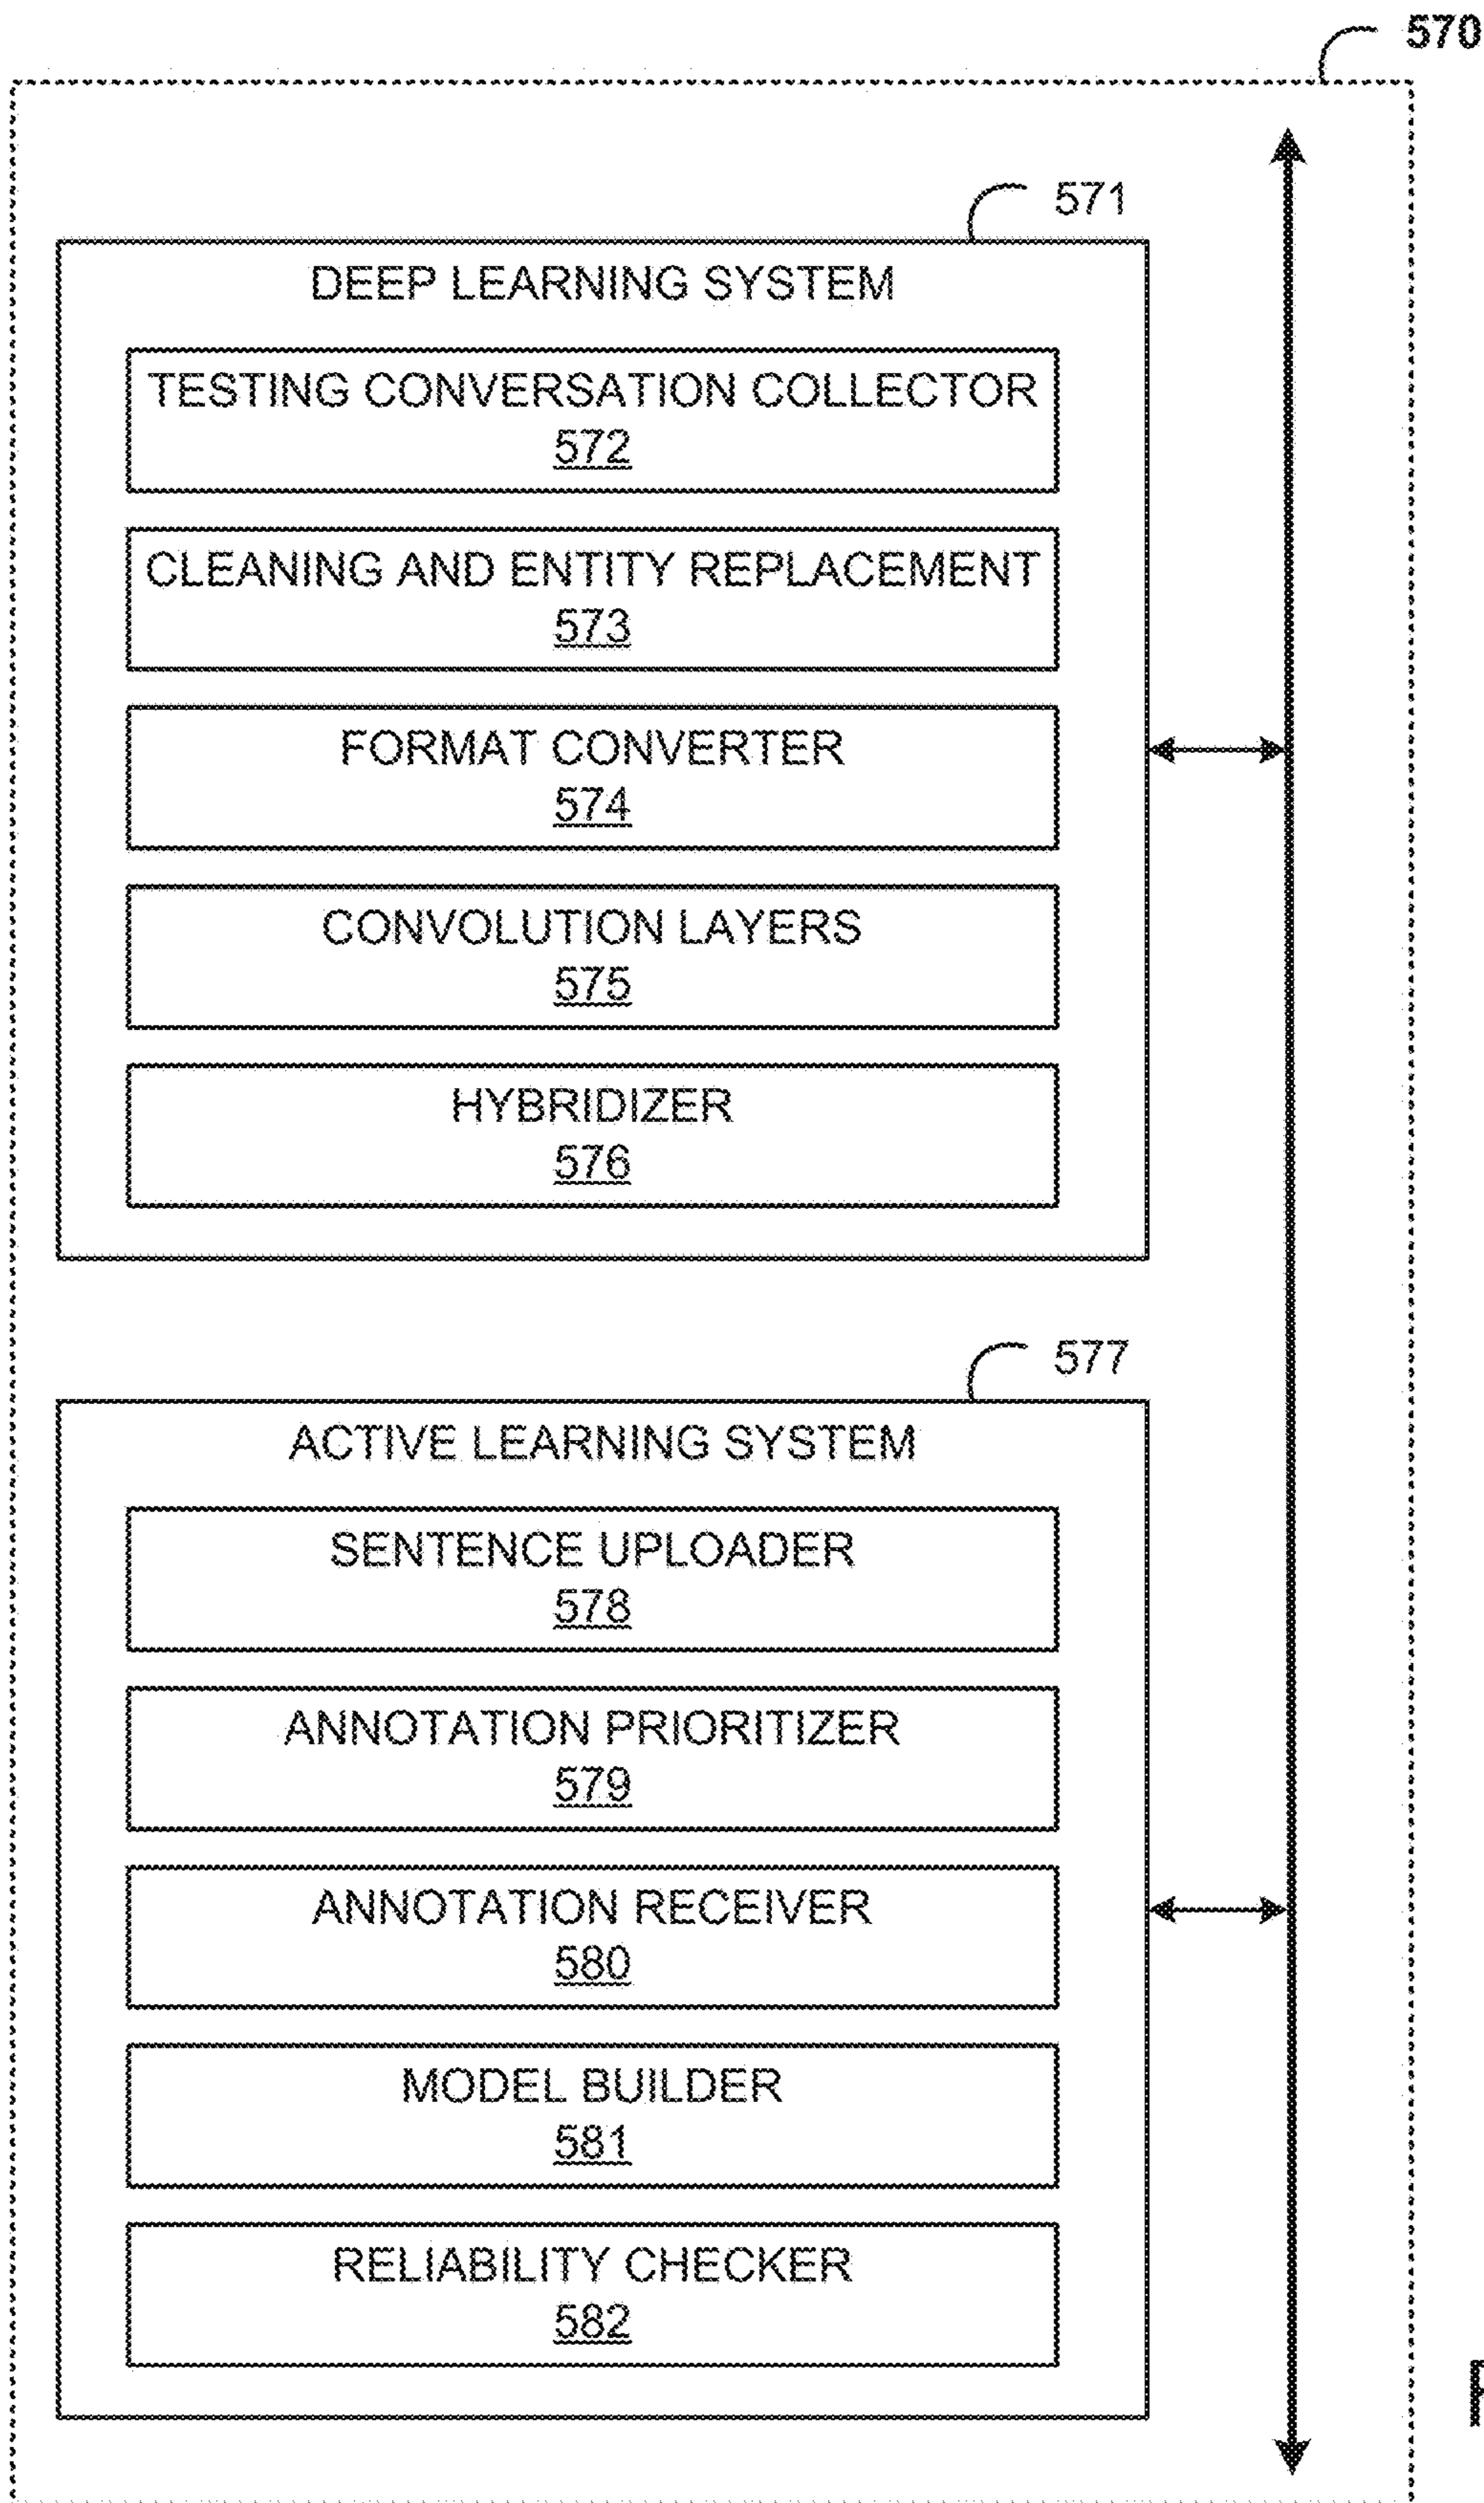 570
571
DEEP LEARNING SYSTEM
TESTING CONVERSATION COLLECTOR
572
CLEANING AND ENTITY REPLACEMENT
573
FORMAT CONVERTER
574
CONVOLUTION LAYERS
575
HYBRIDIZER
576
577
ACTIVE LEARNING SYSTEM
SENTENCE UPLOADER
578
ANNOTATION PRIORITIZER
579
ANNOTATION RECEIVER
580
MODEL BUILDER
581
RELIABILITY CHECKER
582